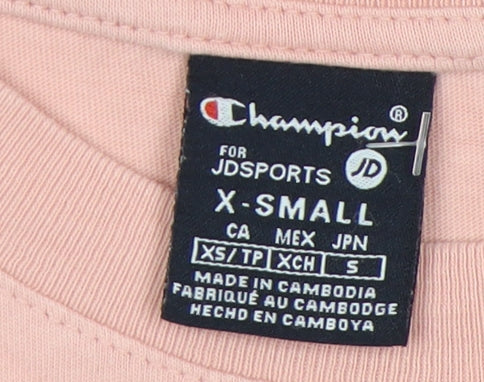 Champion®
FOR
JDSPORTS JD
X-SMALL
CA MEX JPN
XS/TP XCH S
MADE IN CAMBODIA
FABRIQUÉ AU CAMBODGE
HECHO EN CAMBOYA